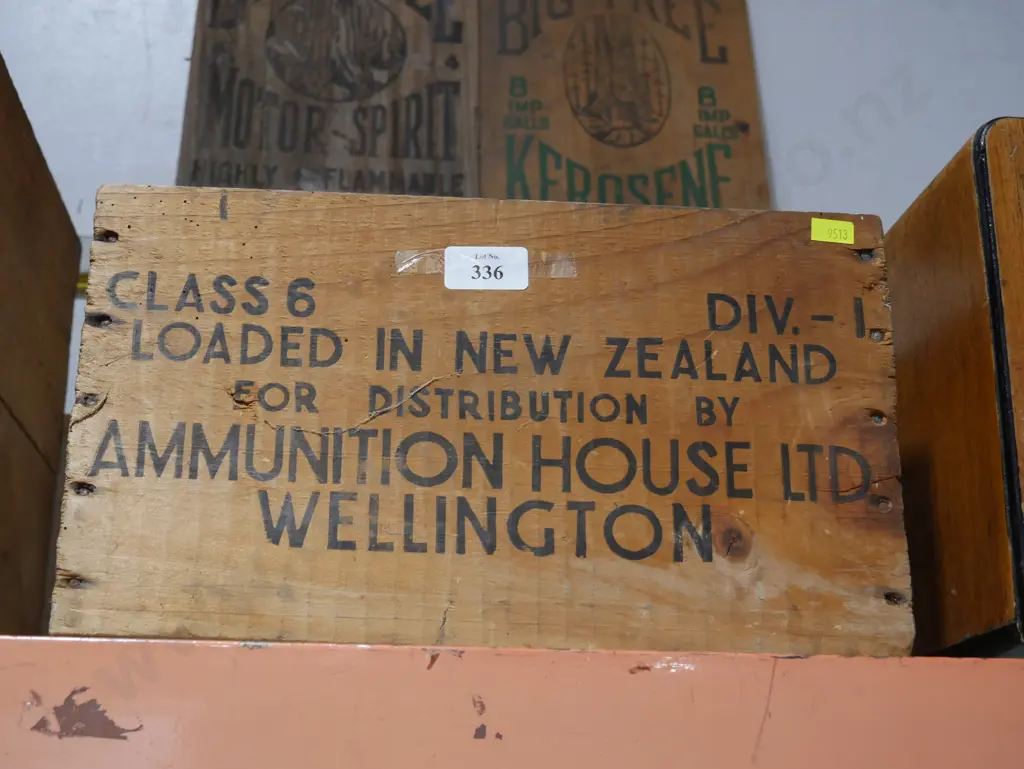 MOTOR SPIRIT
HIGHLY INFLAMMABLE
BIG TREE
8 IMP GALLS
8 IMP GALLS
KEROSENE
Lot No.
336
9513
CLASS 6 DIV. - 1
LOADED IN NEW ZEALAND
FOR DISTRIBUTION BY
AMMUNITION HOUSE LTD.
WELLINGTON